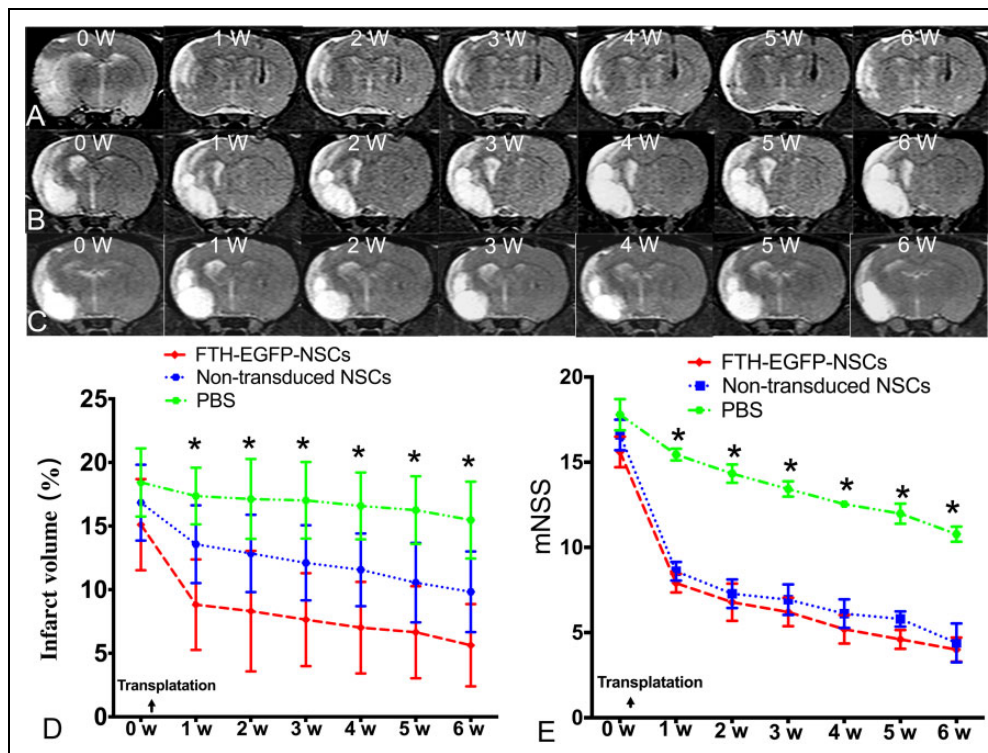 0 W 1 W 2 W 3 W 4 W 5 W 6 W
A
0 W 1 W 2 W 3 W 4 W 5 W 6 W
B
0 W 1 W 2 W 3 W 4 W 5 W 6 W
C
FTH-EGFP-NSCs
Non-transduced NSCs
PBS
25
20
15
10
5
0
Infarct volume (%)
* * * * * *
Transplatation
0 w 1 w 2 w 3 w 4 w 5 w 6 w
D
FTH-EGFP-NSCs
Non-transduced NSCs
PBS
20
15
10
5
0
mNSS
* * * * * *
Transplatation
0 w 1 w 2 w 3 w 4 w 5 w 6 w
E